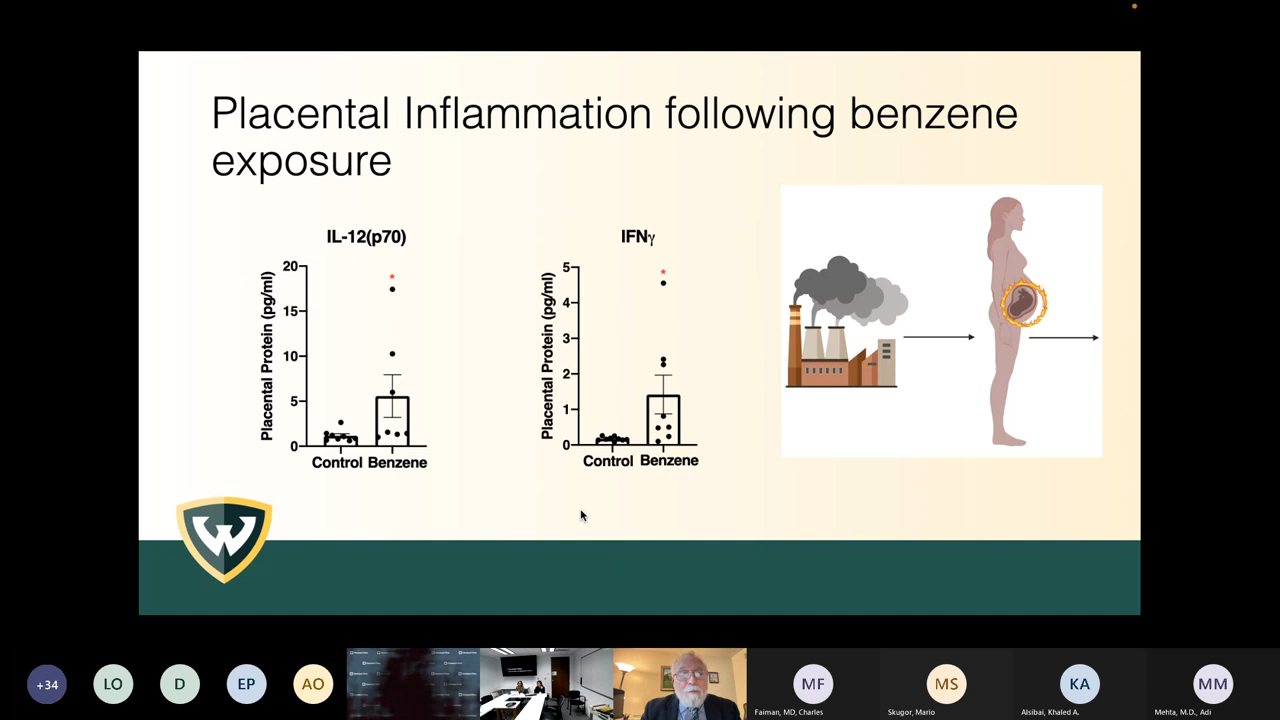 Placental Inflammation following benzene
exposure
IL-12(p70)
Placental Protein (pg/ml)
20
15
10
5
0
Control Benzene
IFNγ
Placental Protein (pg/ml)
5
4
3
2
1
0
Control Benzene
W
+34
LO
D
EP
AO
MF
Faiman, MD, Charles
MS
Skugor, Mario
KA
Alsibai, Khaled A.
MM
Mehta, M.D., Adi